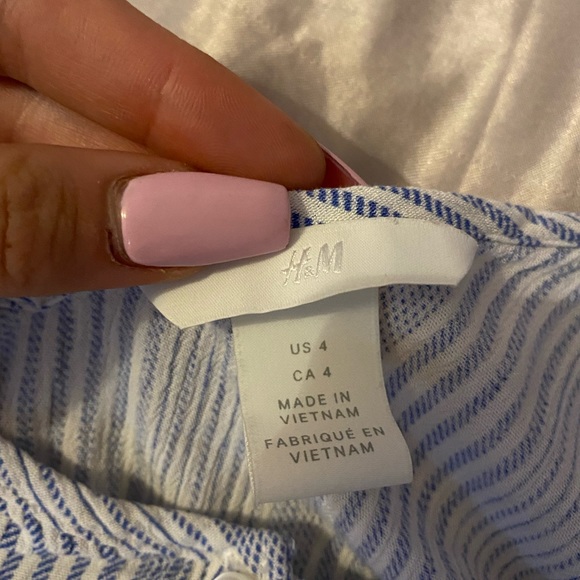 H&M
US 4
CA 4
MADE IN
VIETNAM
FABRIQUÉ EN
VIETNAM